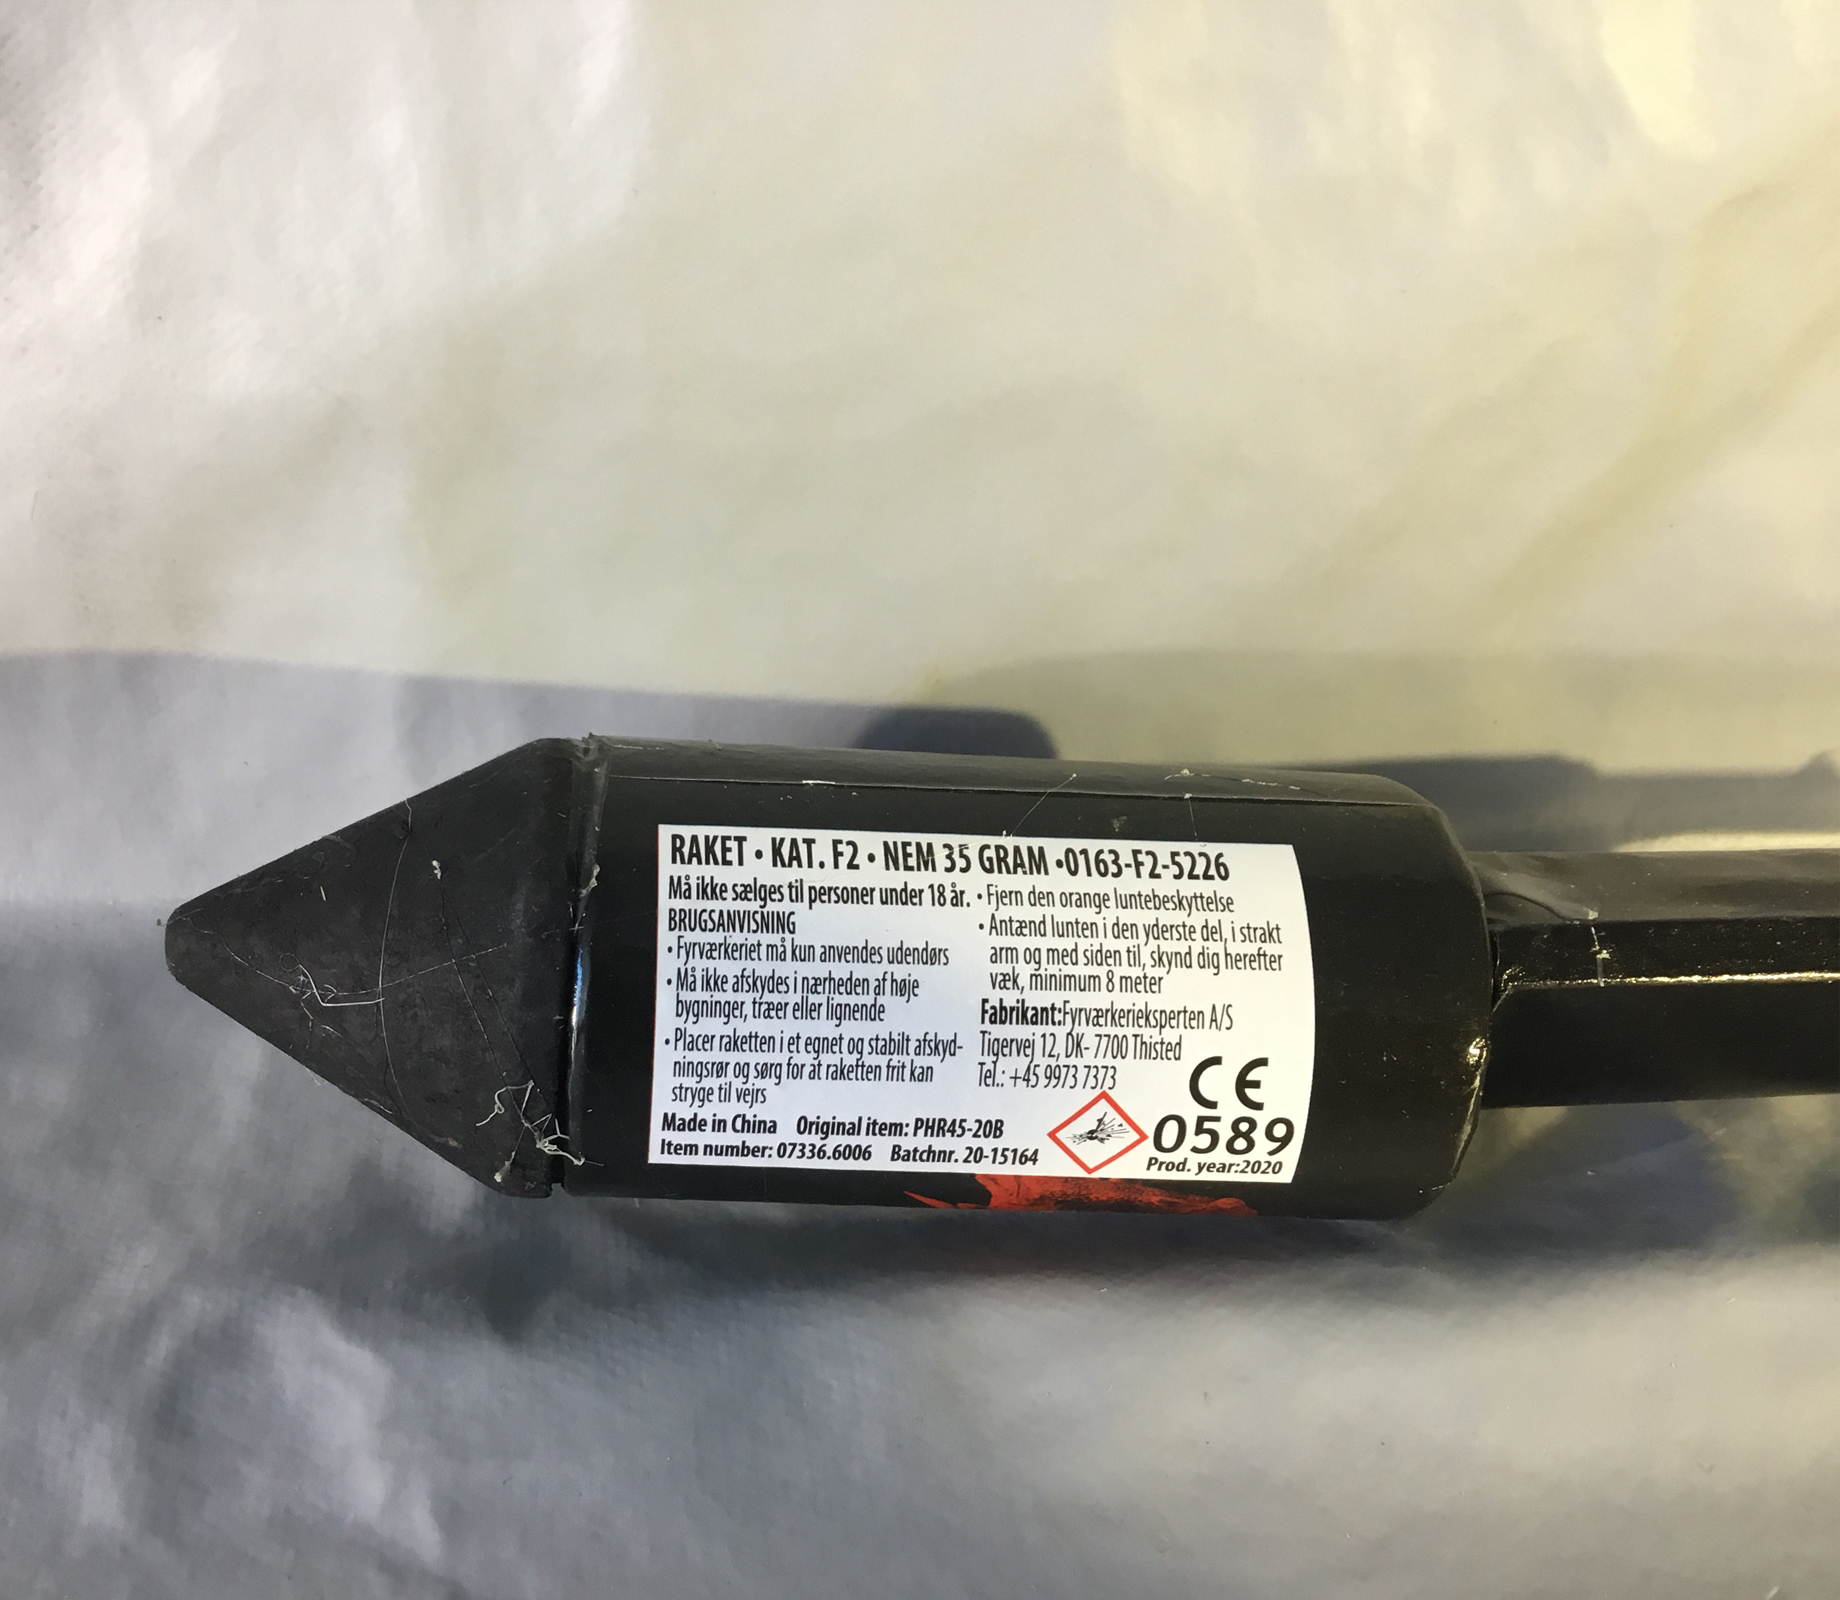 RAKET • KAT. F2 • NEM 35 GRAM •0163-F2-5226
Må ikke sælges til personer under 18 år.
BRUGSANVISNING
• Fyrværkeriet må kun anvendes udendørs
• Må ikke afskydes i nærheden af høje
bygninger, træer eller lignende
• Placer raketten i et egnet og stabilt afskyd-
ningsrør og sørg for at raketten frit kan
stryge til vejrs
• Fjern den orange luntebeskyttelse
• Antænd lunten i den yderste del, i strakt
arm og med siden til, skynd dig herefter
væk, minimum 8 meter
Fabrikant:Fyrværkerieksperten A/S
Tigervej 12, DK- 7700 Thisted
Tel.: +45 9973 7373
CE
0589
Prod. year:2020
Made in China Original item: PHR45-20B
Item number: 07336.6006 Batchnr. 20-15164